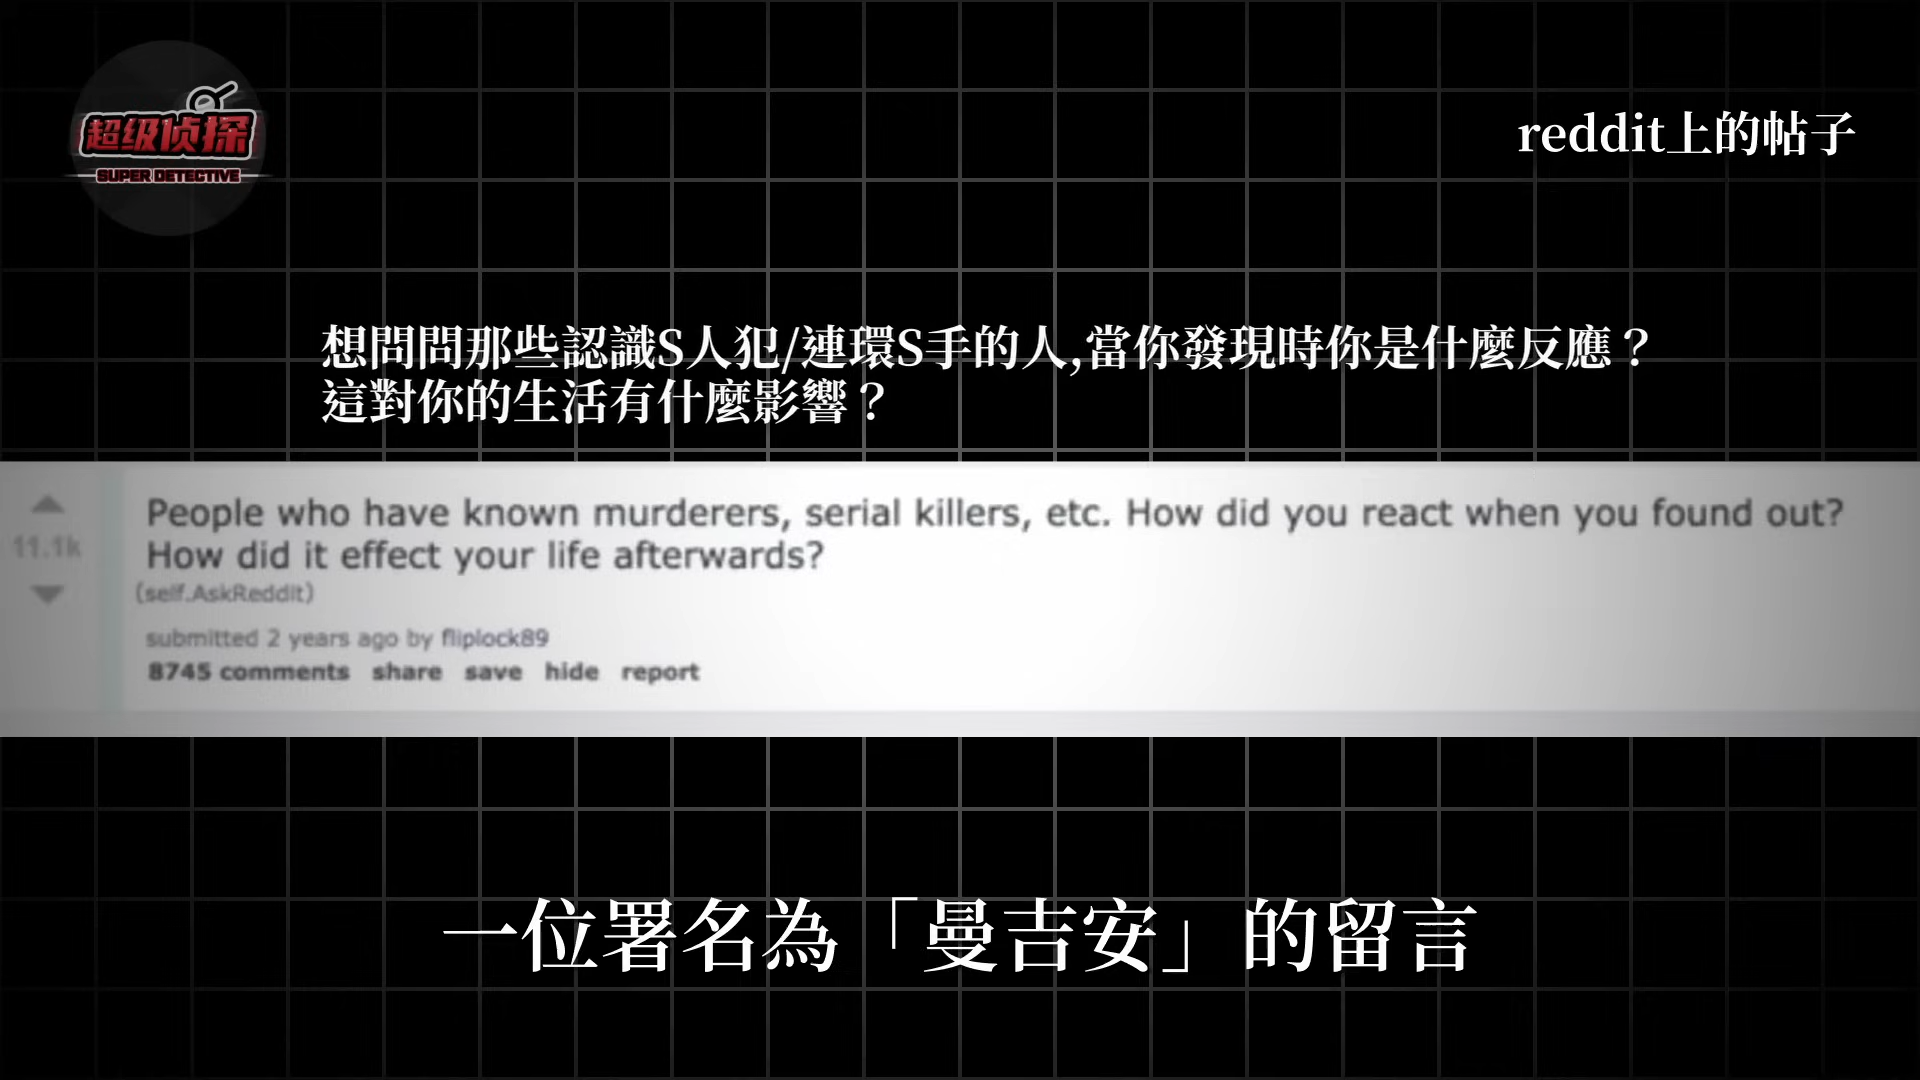 超级侦探
SUPER DETECTIVE
reddit上的帖子
想問問那些認識S人犯/連環S手的人,當你發現時你是什麼反應？
這對你的生活有什麼影響？
People who have known murderers, serial killers, etc. How did you react when you found out?
How did it effect your life afterwards?
11.1k
(self.AskReddit)
submitted 2 years ago by fliplock89
8745 comments share save hide report
一位署名為「曼吉安」的留言